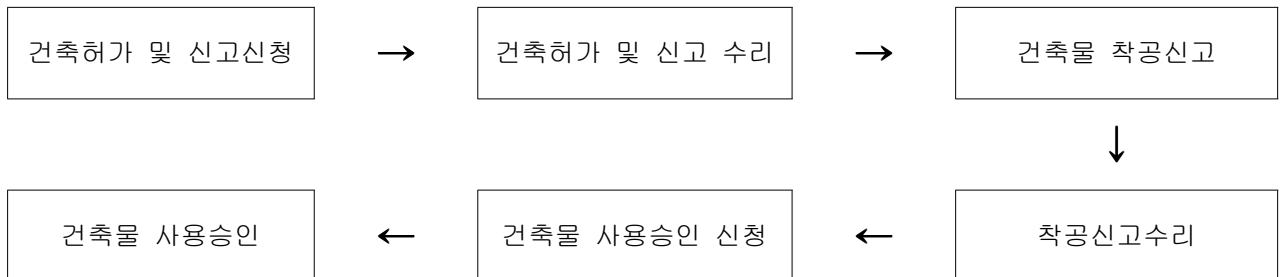 건축허가 및 신고신청 → 건축허가 및 신고 수리 → 건축물 착공신고
↓
건축물 사용승인 ← 건축물 사용승인 신청 ← 착공신고수리